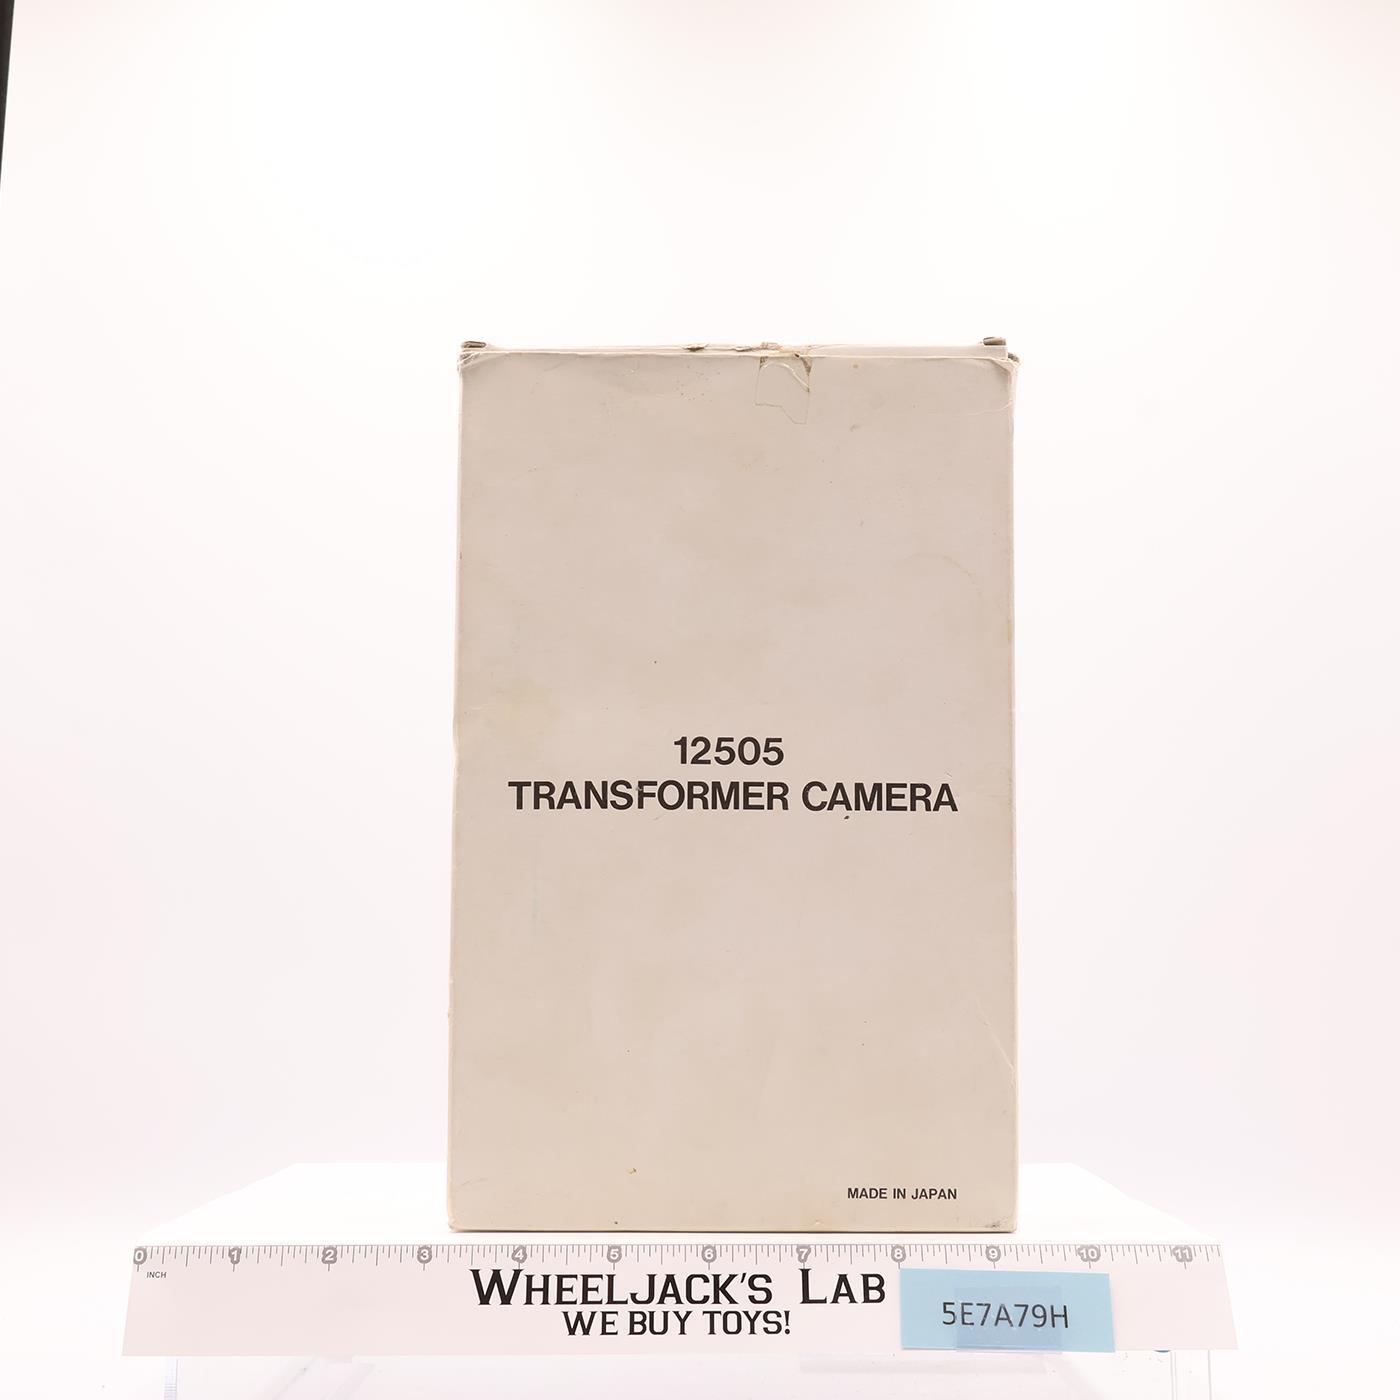 12505
TRANSFORMER CAMERA
MADE IN JAPAN
0 1 2 3 4 5 6 7 8 9 10 11
INCH
WHEELJACK'S LAB
WE BUY TOYS!
5E7A79H